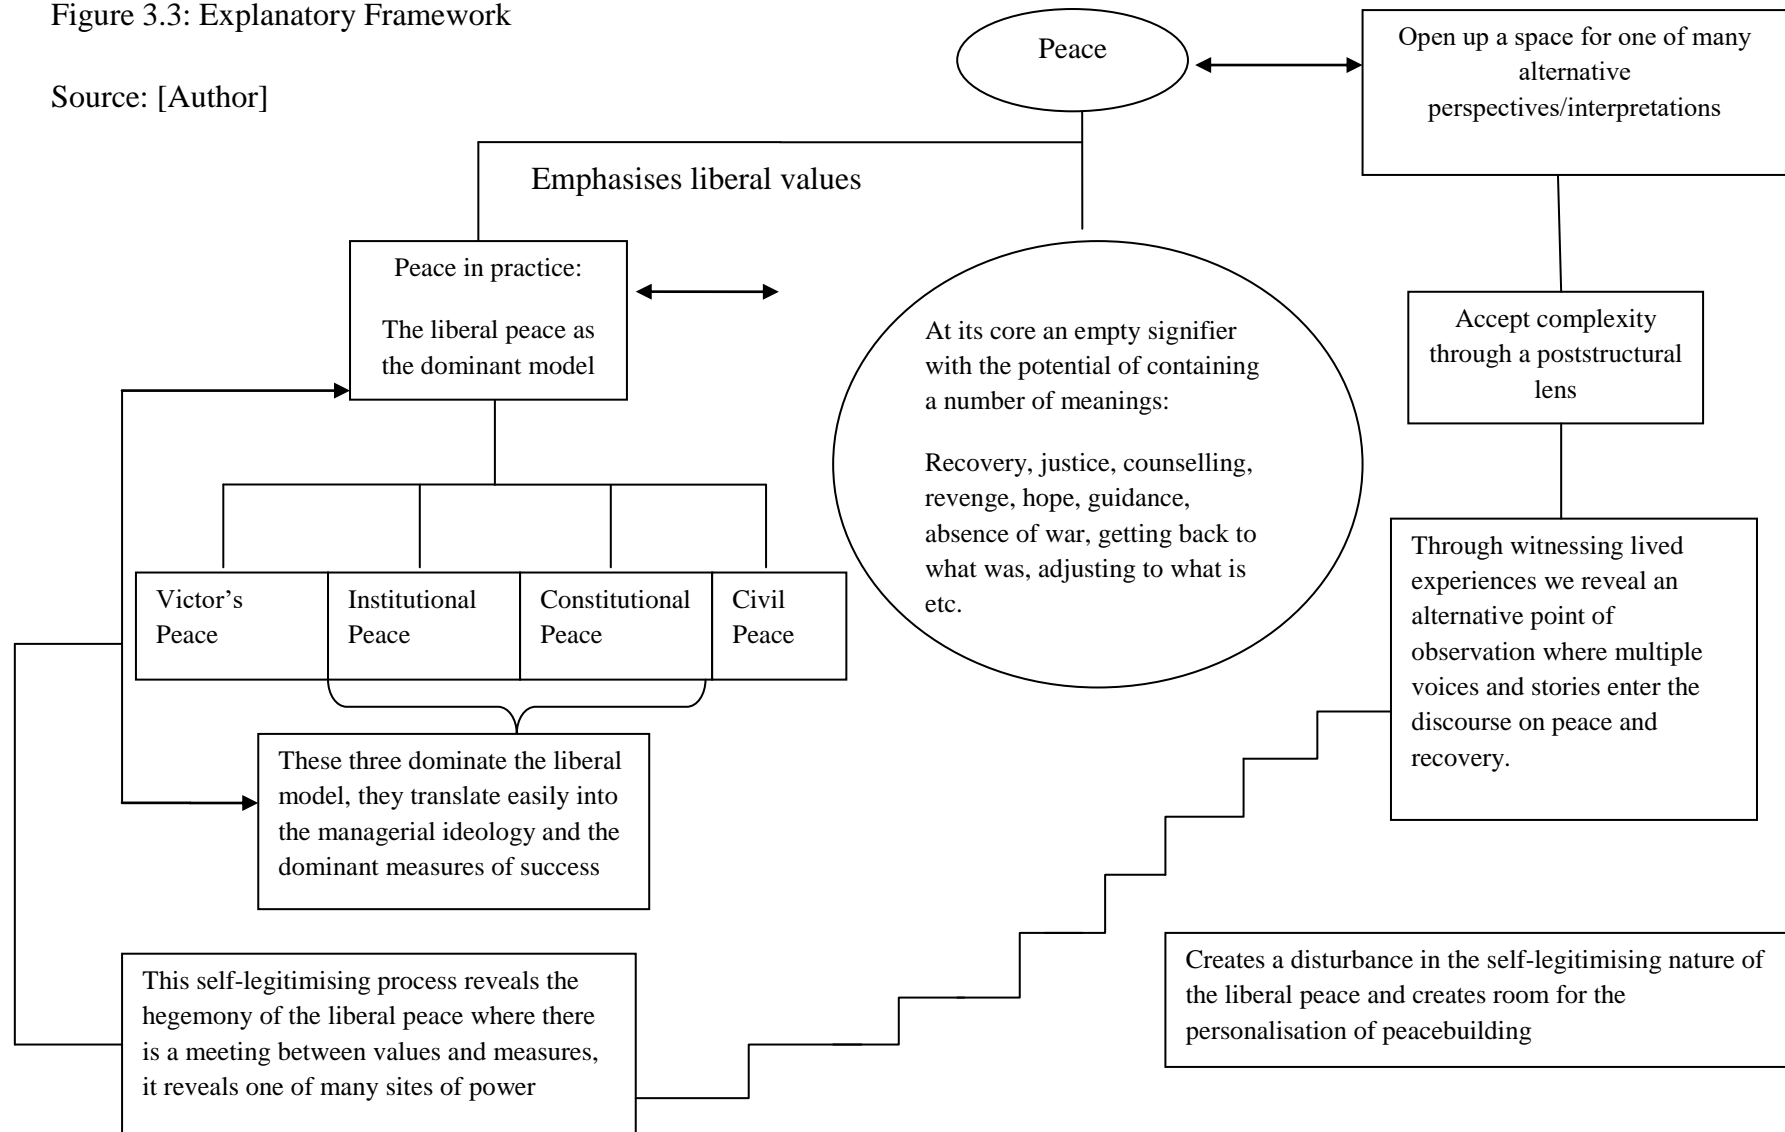 Figure 3.3: Explanatory Framework
Source: [Author]
Peace
Open up a space for one of many
alternative
perspectives/interpretations
Emphasises liberal values
Peace in practice:
The liberal peace as
the dominant model
At its core an empty signifier
with the potential of containing
a number of meanings:
Recovery, justice, counselling,
revenge, hope, guidance,
absence of war, getting back to
what was, adjusting to what is
etc.
Accept complexity
through a poststructural
lens
Victor's
Peace
Institutional
Peace
Constitutional
Peace
Civil
Peace
Through witnessing lived
experiences we reveal an
alternative point of
observation where multiple
voices and stories enter the
discourse on peace and
recovery.
These three dominate the liberal
model, they translate easily into
the managerial ideology and the
dominant measures of success
This self-legitimising process reveals the
hegemony of the liberal peace where there
is a meeting between values and measures,
it reveals one of many sites of power
Creates a disturbance in the self-legitimising nature of
the liberal peace and creates room for the
personalisation of peacebuilding